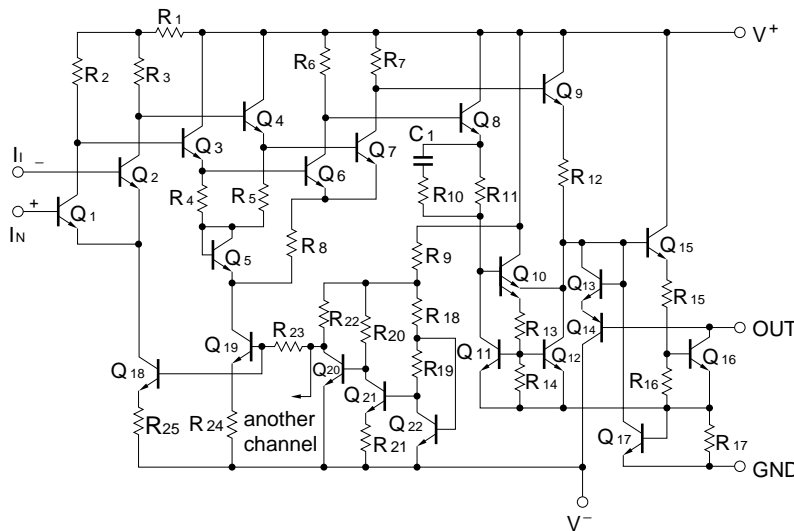 R1
V+
R2
R3
R6
R7
Q9
Q4
Q8
Q3
C1
II −
Q2
Q7
R12
R4
R5
Q6
R10
R11
IN +
Q1
Q15
Q5
R8
R9
Q10
Q13
R15
R22
R20
R18
R13
Q14
OUT
R23
Q19
Q18
Q20
R19
Q11
R14
Q12
Q16
R16
Q21
R25
R24
another
channel
R21
Q22
Q17
R17
GND
V−